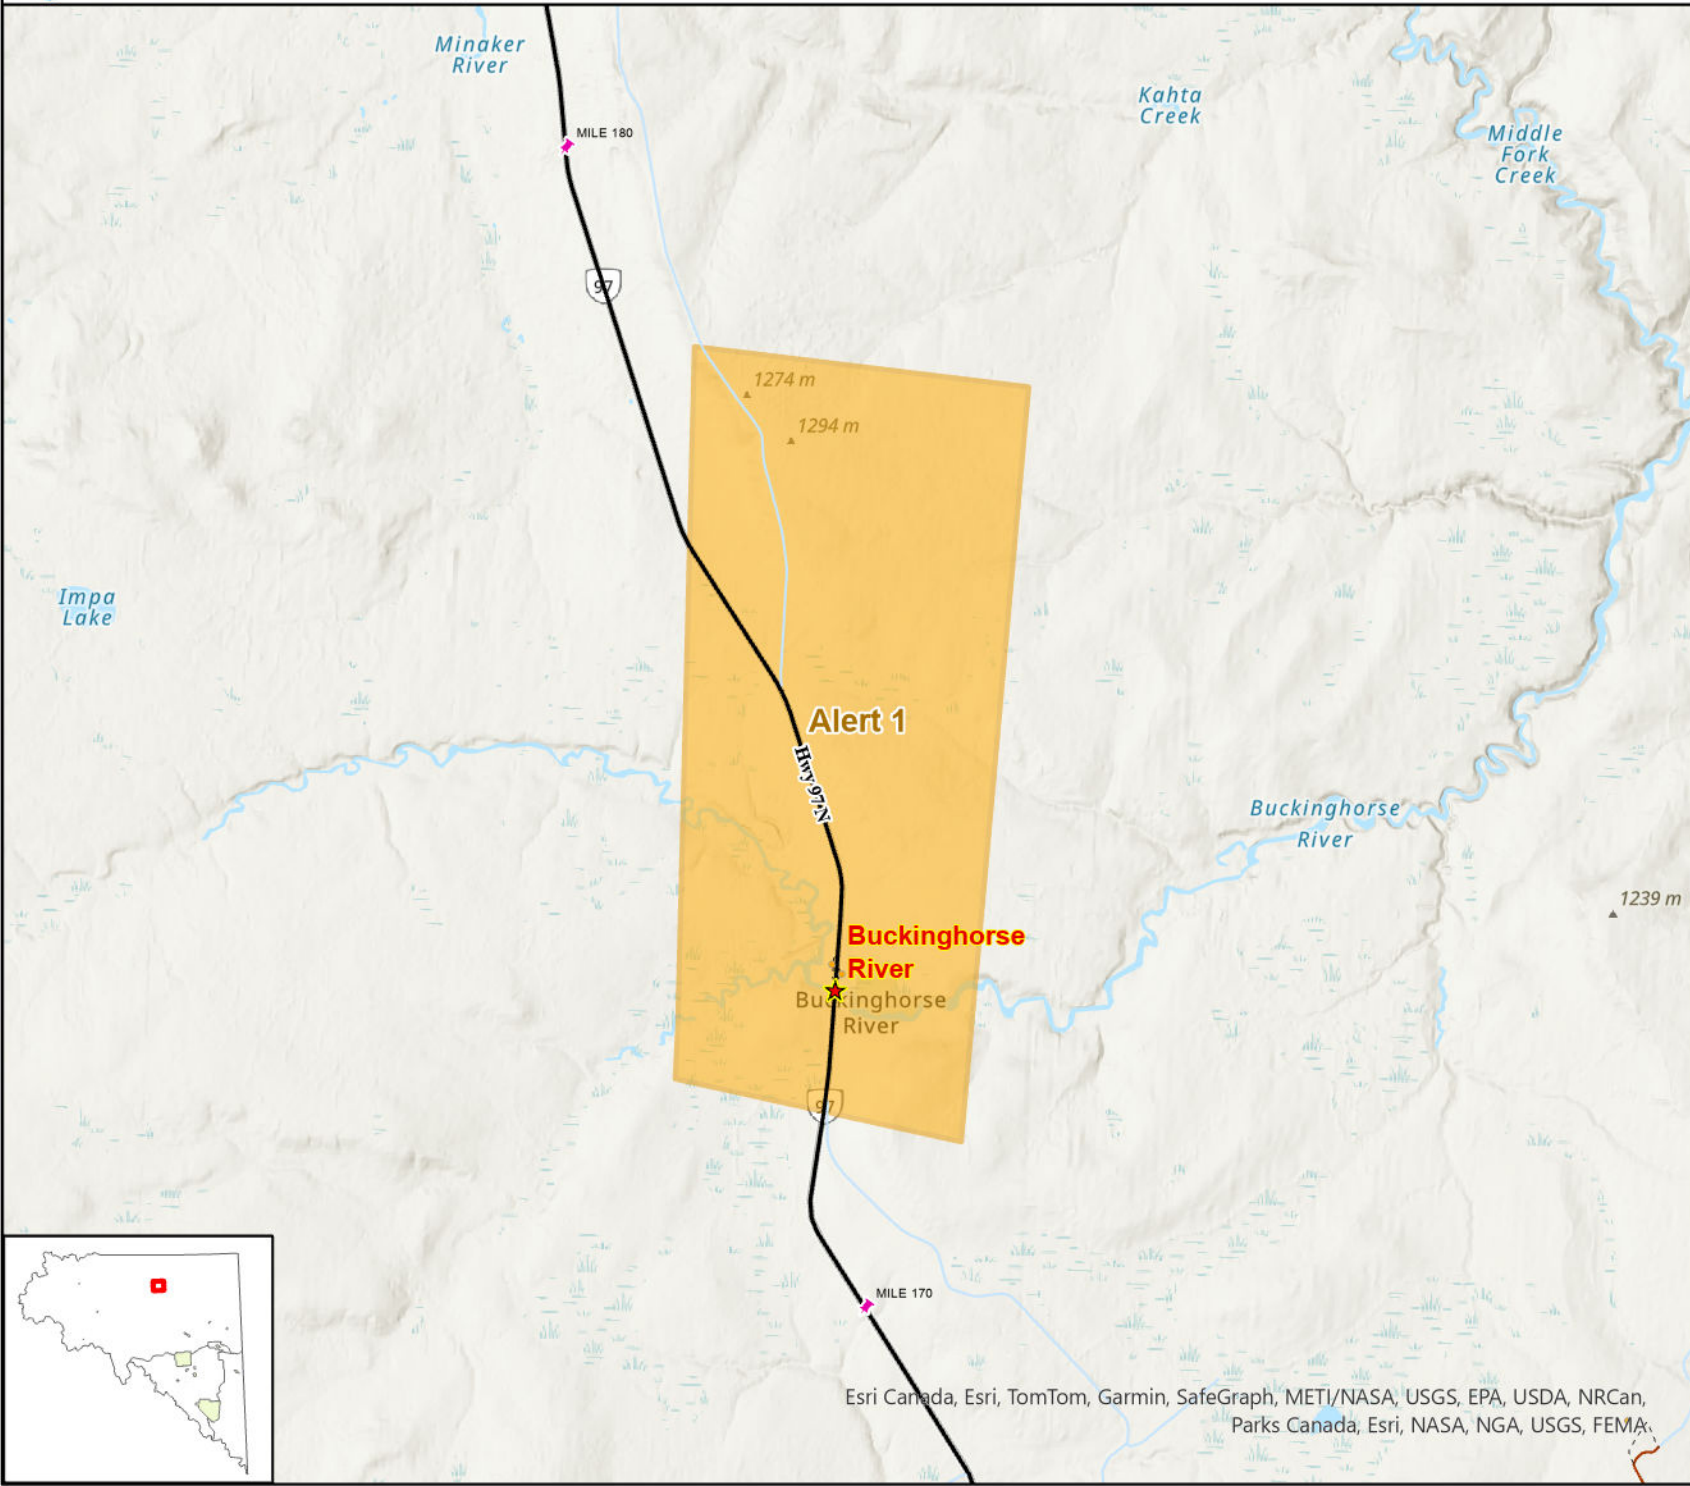 Minaker
River
Kahta
Creek
Middle
Fork
Creek
MILE 180
97
1274 m
1294 m
Impa
Lake
Alert 1
Hwy 97 N
Buckinghorse
River
1239 m
Buckinghorse
River
Buckinghorse
River
97
MILE 170
Esri Canada, Esri, TomTom, Garmin, SafeGraph, METI/NASA, USGS, EPA, USDA, NRCan,
Parks Canada, Esri, NASA, NGA, USGS, FEMA